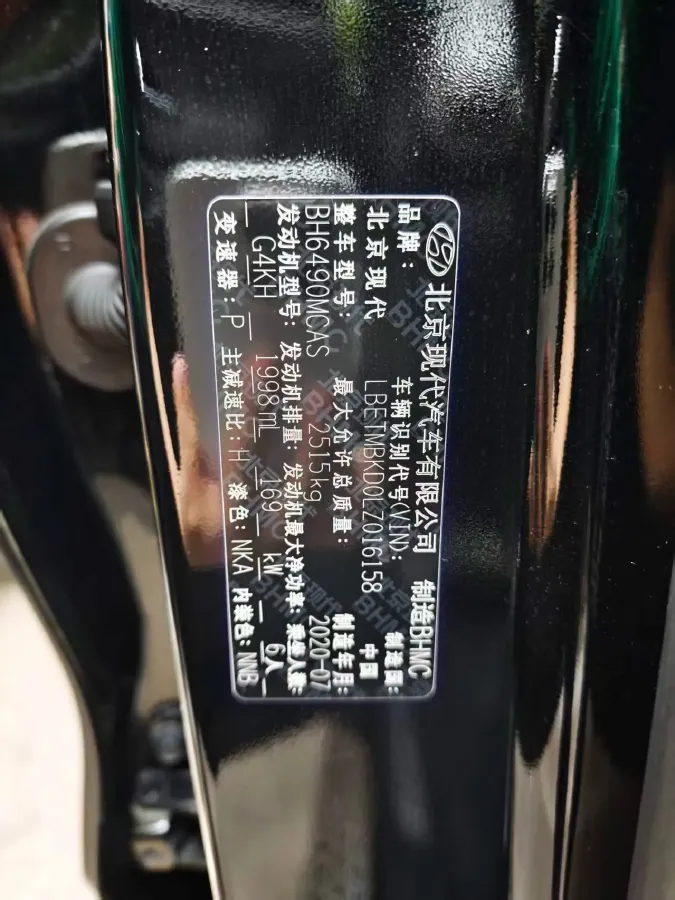 北京现代汽车有限公司 制造BHMC
品牌: 车辆识别代号(VIN): 制造国:
北京现代 LBETMBKD0LZ016158 中国
整车型号: 最大允许总质量: 制造年月:
BH6490MCAS 2515kg 2020-07
发动机型号: 发动机排量: 发动机最大净功率: 乘坐人数:
G4KH 1998ml 169 kW 6人
变速器: P 主减速比: H 漆色: NKA 内装色: NNB